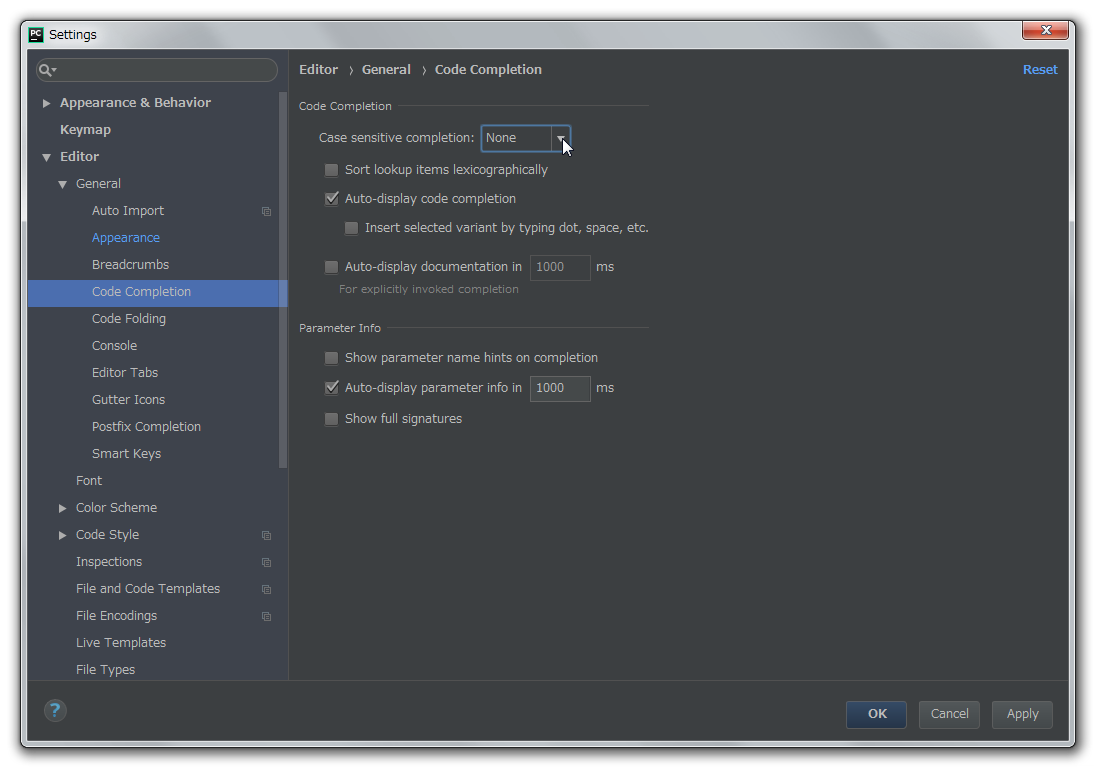 PC Settings
Editor › General › Code Completion Reset
Appearance & Behavior
Keymap
Editor
General
Auto Import
Appearance
Breadcrumbs
Code Completion
Code Folding
Console
Editor Tabs
Gutter Icons
Postfix Completion
Smart Keys
Font
Color Scheme
Code Style
Inspections
File and Code Templates
File Encodings
Live Templates
File Types
Code Completion
Case sensitive completion: None
Sort lookup items lexicographically
Auto-display code completion
Insert selected variant by typing dot, space, etc.
Auto-display documentation in 1000 ms
For explicitly invoked completion
Parameter Info
Show parameter name hints on completion
Auto-display parameter info in 1000 ms
Show full signatures
?
OK Cancel Apply